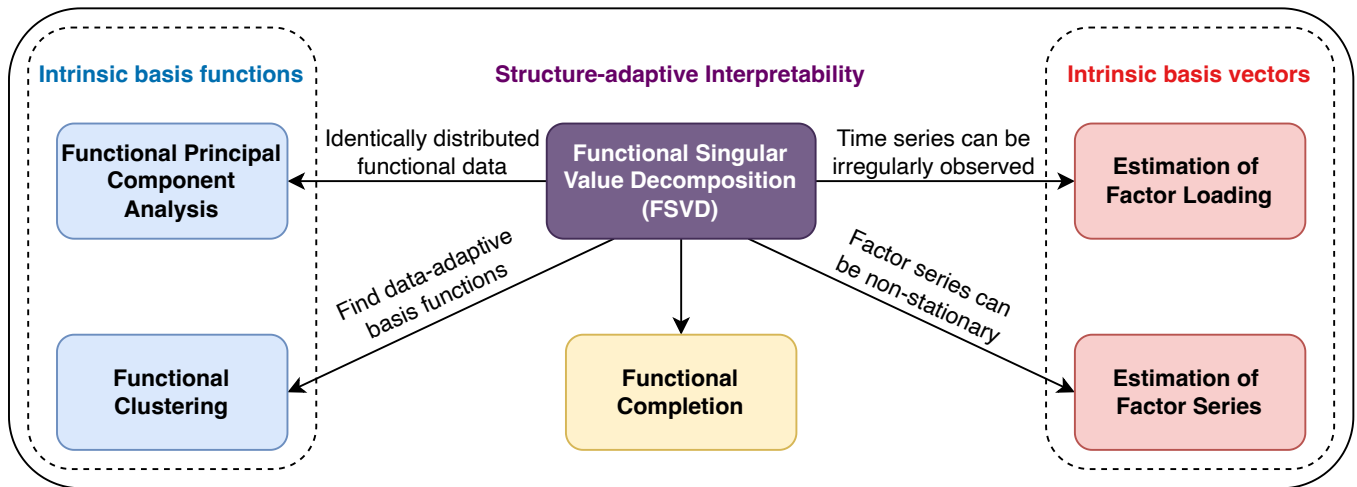 Intrinsic basis functions
Structure-adaptive Interpretability
Intrinsic basis vectors
Functional Principal
Component
Analysis
Identically distributed
functional data
Functional Singular
Value Decomposition
(FSVD)
Time series can be
irregularly observed
Estimation of
Factor Loading
Find data-adaptive
basis functions
Factor series can
be non-stationary
Functional
Clustering
Functional
Completion
Estimation of
Factor Series